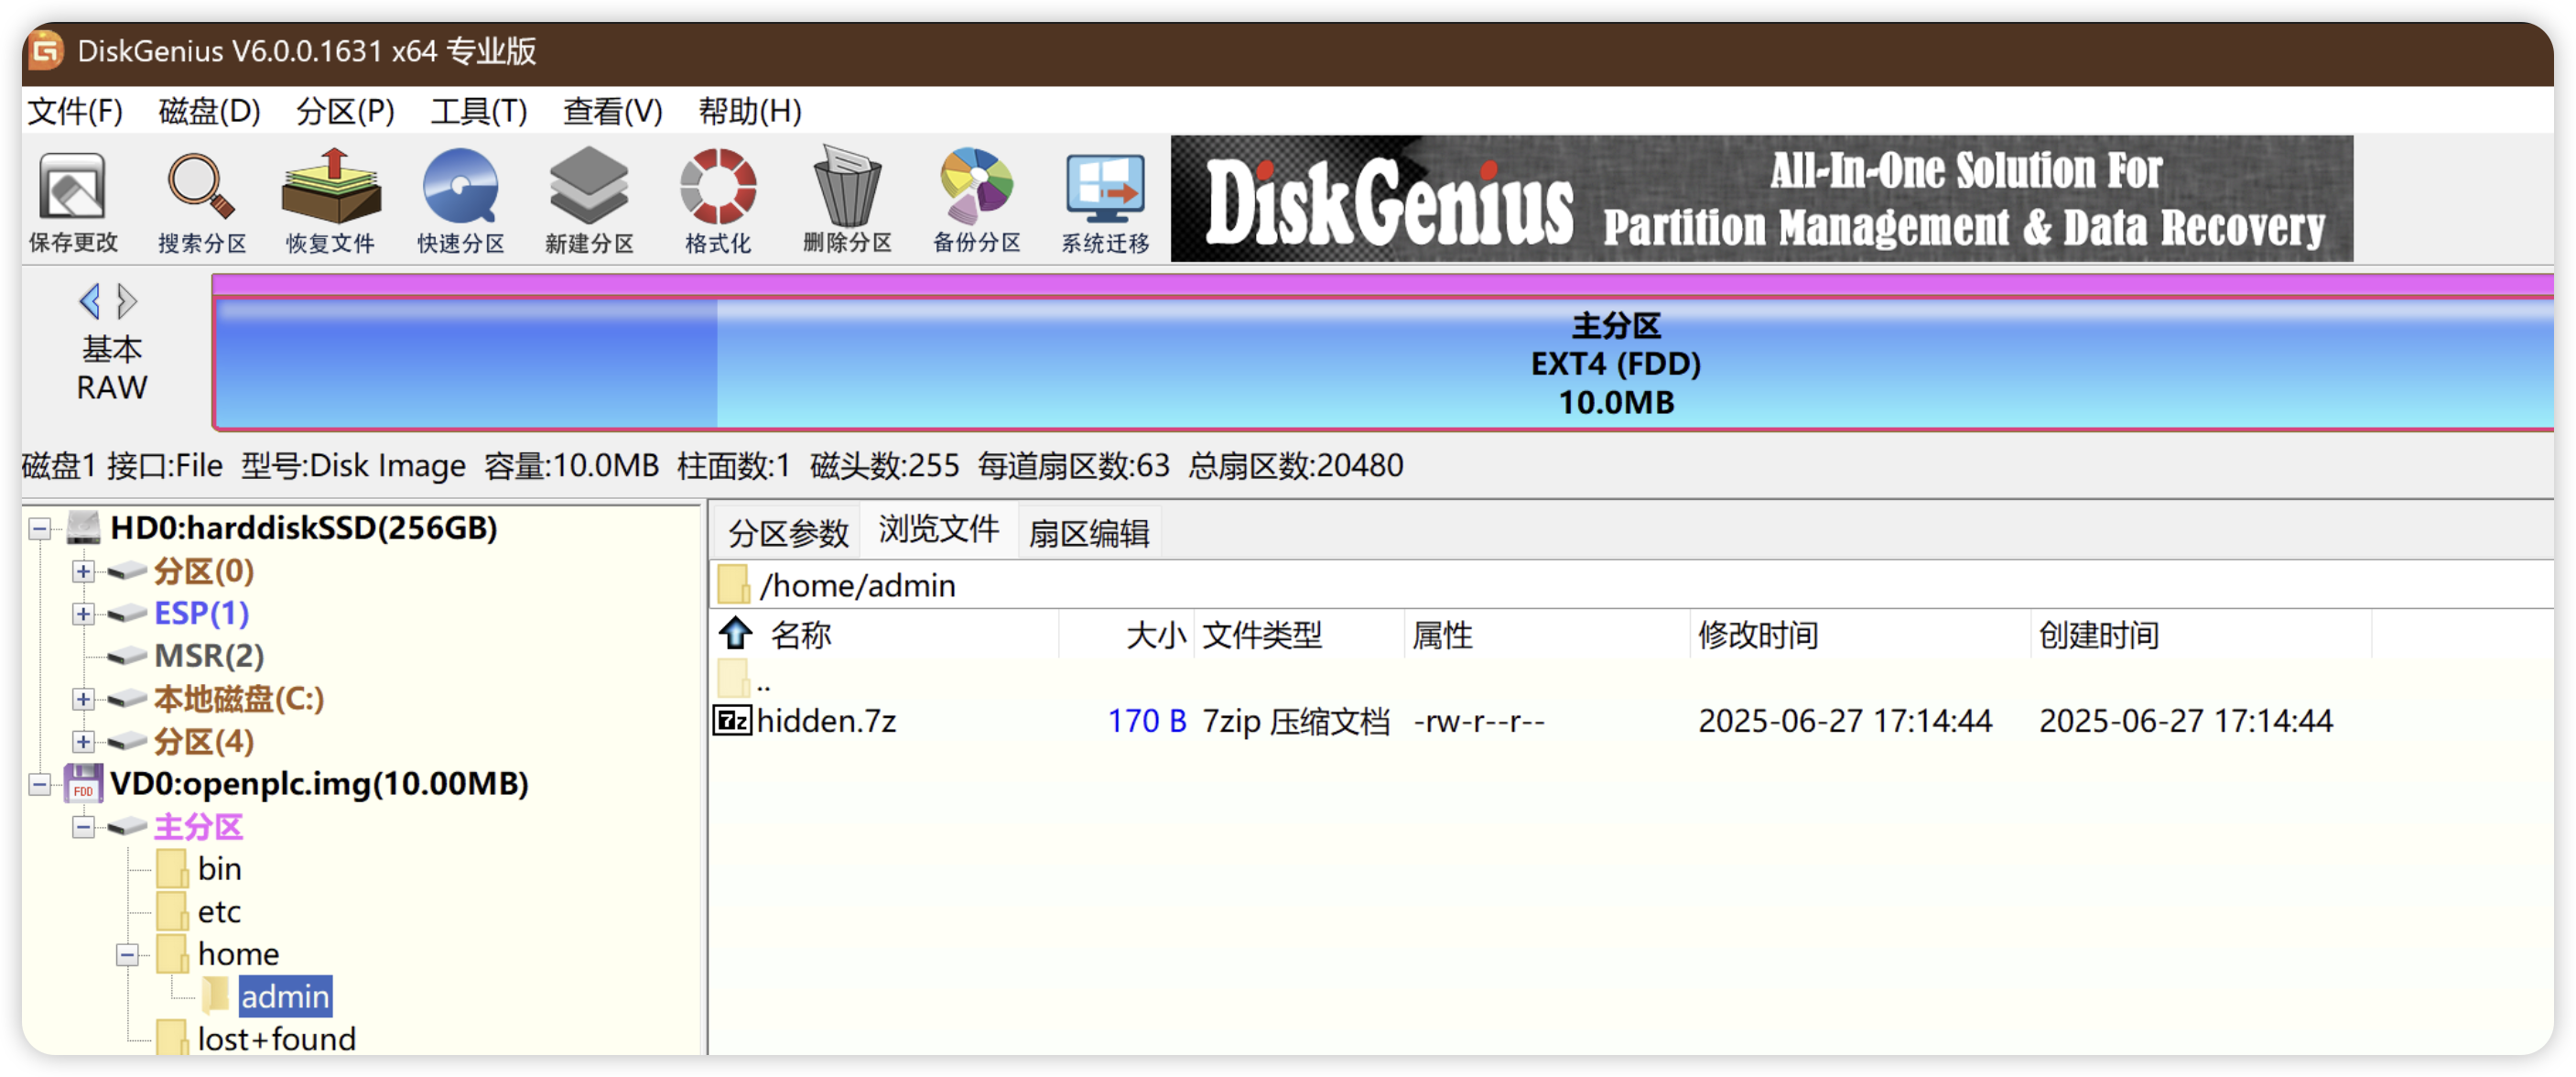 DiskGenius V6.0.0.1631 x64 专业版
文件(F) 磁盘(D) 分区(P) 工具(T) 查看(V) 帮助(H)
保存更改 搜索分区 恢复文件 快速分区 新建分区 格式化 删除分区 备份分区 系统迁移
DiskGenius
All-In-One Solution For
Partition Management & Data Recovery
基本
RAW
主分区
EXT4 (FDD)
10.0MB
磁盘1 接口:File 型号:Disk Image 容量:10.0MB 柱面数:1 磁头数:255 每道扇区数:63 总扇区数:20480
HD0:harddiskSSD(256GB)
分区(0)
ESP(1)
MSR(2)
本地磁盘(C:)
分区(4)
FDD
VD0:openplc.img(10.00MB)
主分区
bin
etc
home
admin
lost+found
分区参数 浏览文件 扇区编辑
/home/admin
名称 大小 文件类型 属性 修改时间 创建时间
..
7z hidden.7z 170 B 7zip 压缩文档 -rw-r--r-- 2025-06-27 17:14:44 2025-06-27 17:14:44